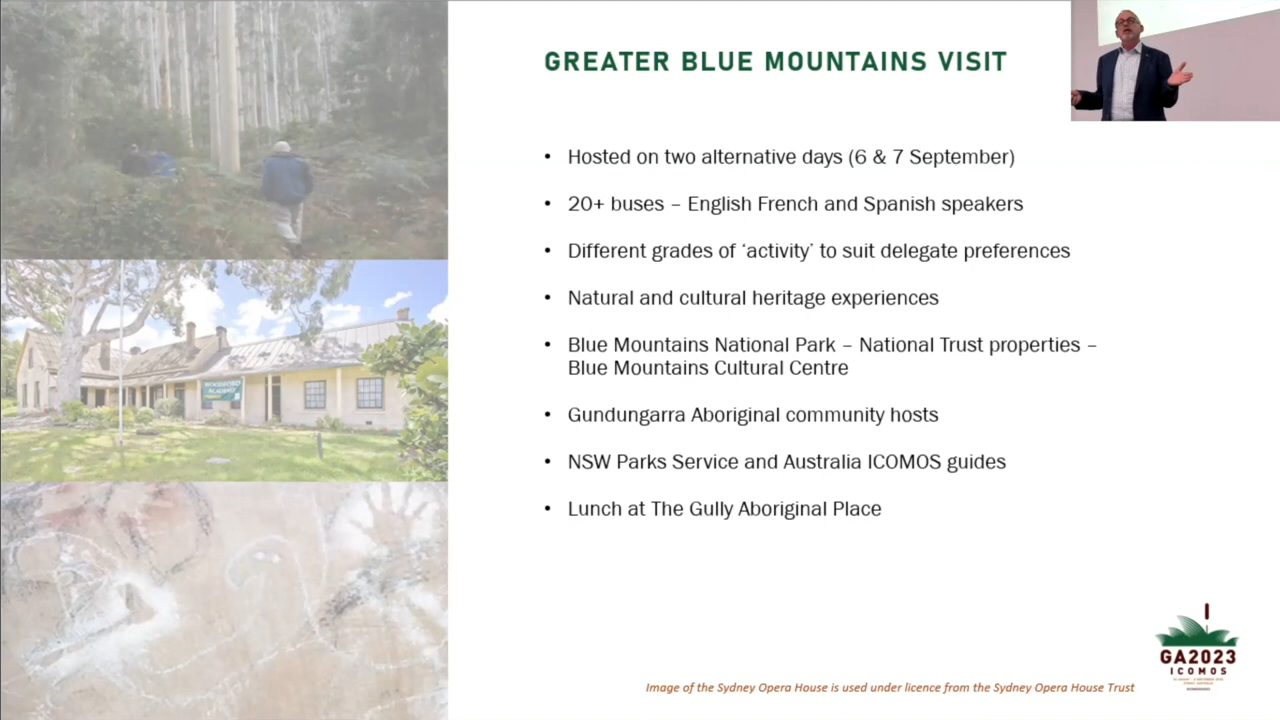 GREATER BLUE MOUNTAINS VISIT
• Hosted on two alternative days (6 & 7 September)
• 20+ buses – English French and Spanish speakers
• Different grades of ‘activity’ to suit delegate preferences
• Natural and cultural heritage experiences
• Blue Mountains National Park – National Trust properties –
Blue Mountains Cultural Centre
• Gundungarra Aboriginal community hosts
• NSW Parks Service and Australia ICOMOS guides
• Lunch at The Gully Aboriginal Place
WOODFORD
ACADEMY
GA2023
ICOMOS
Image of the Sydney Opera House is used under licence from the Sydney Opera House Trust